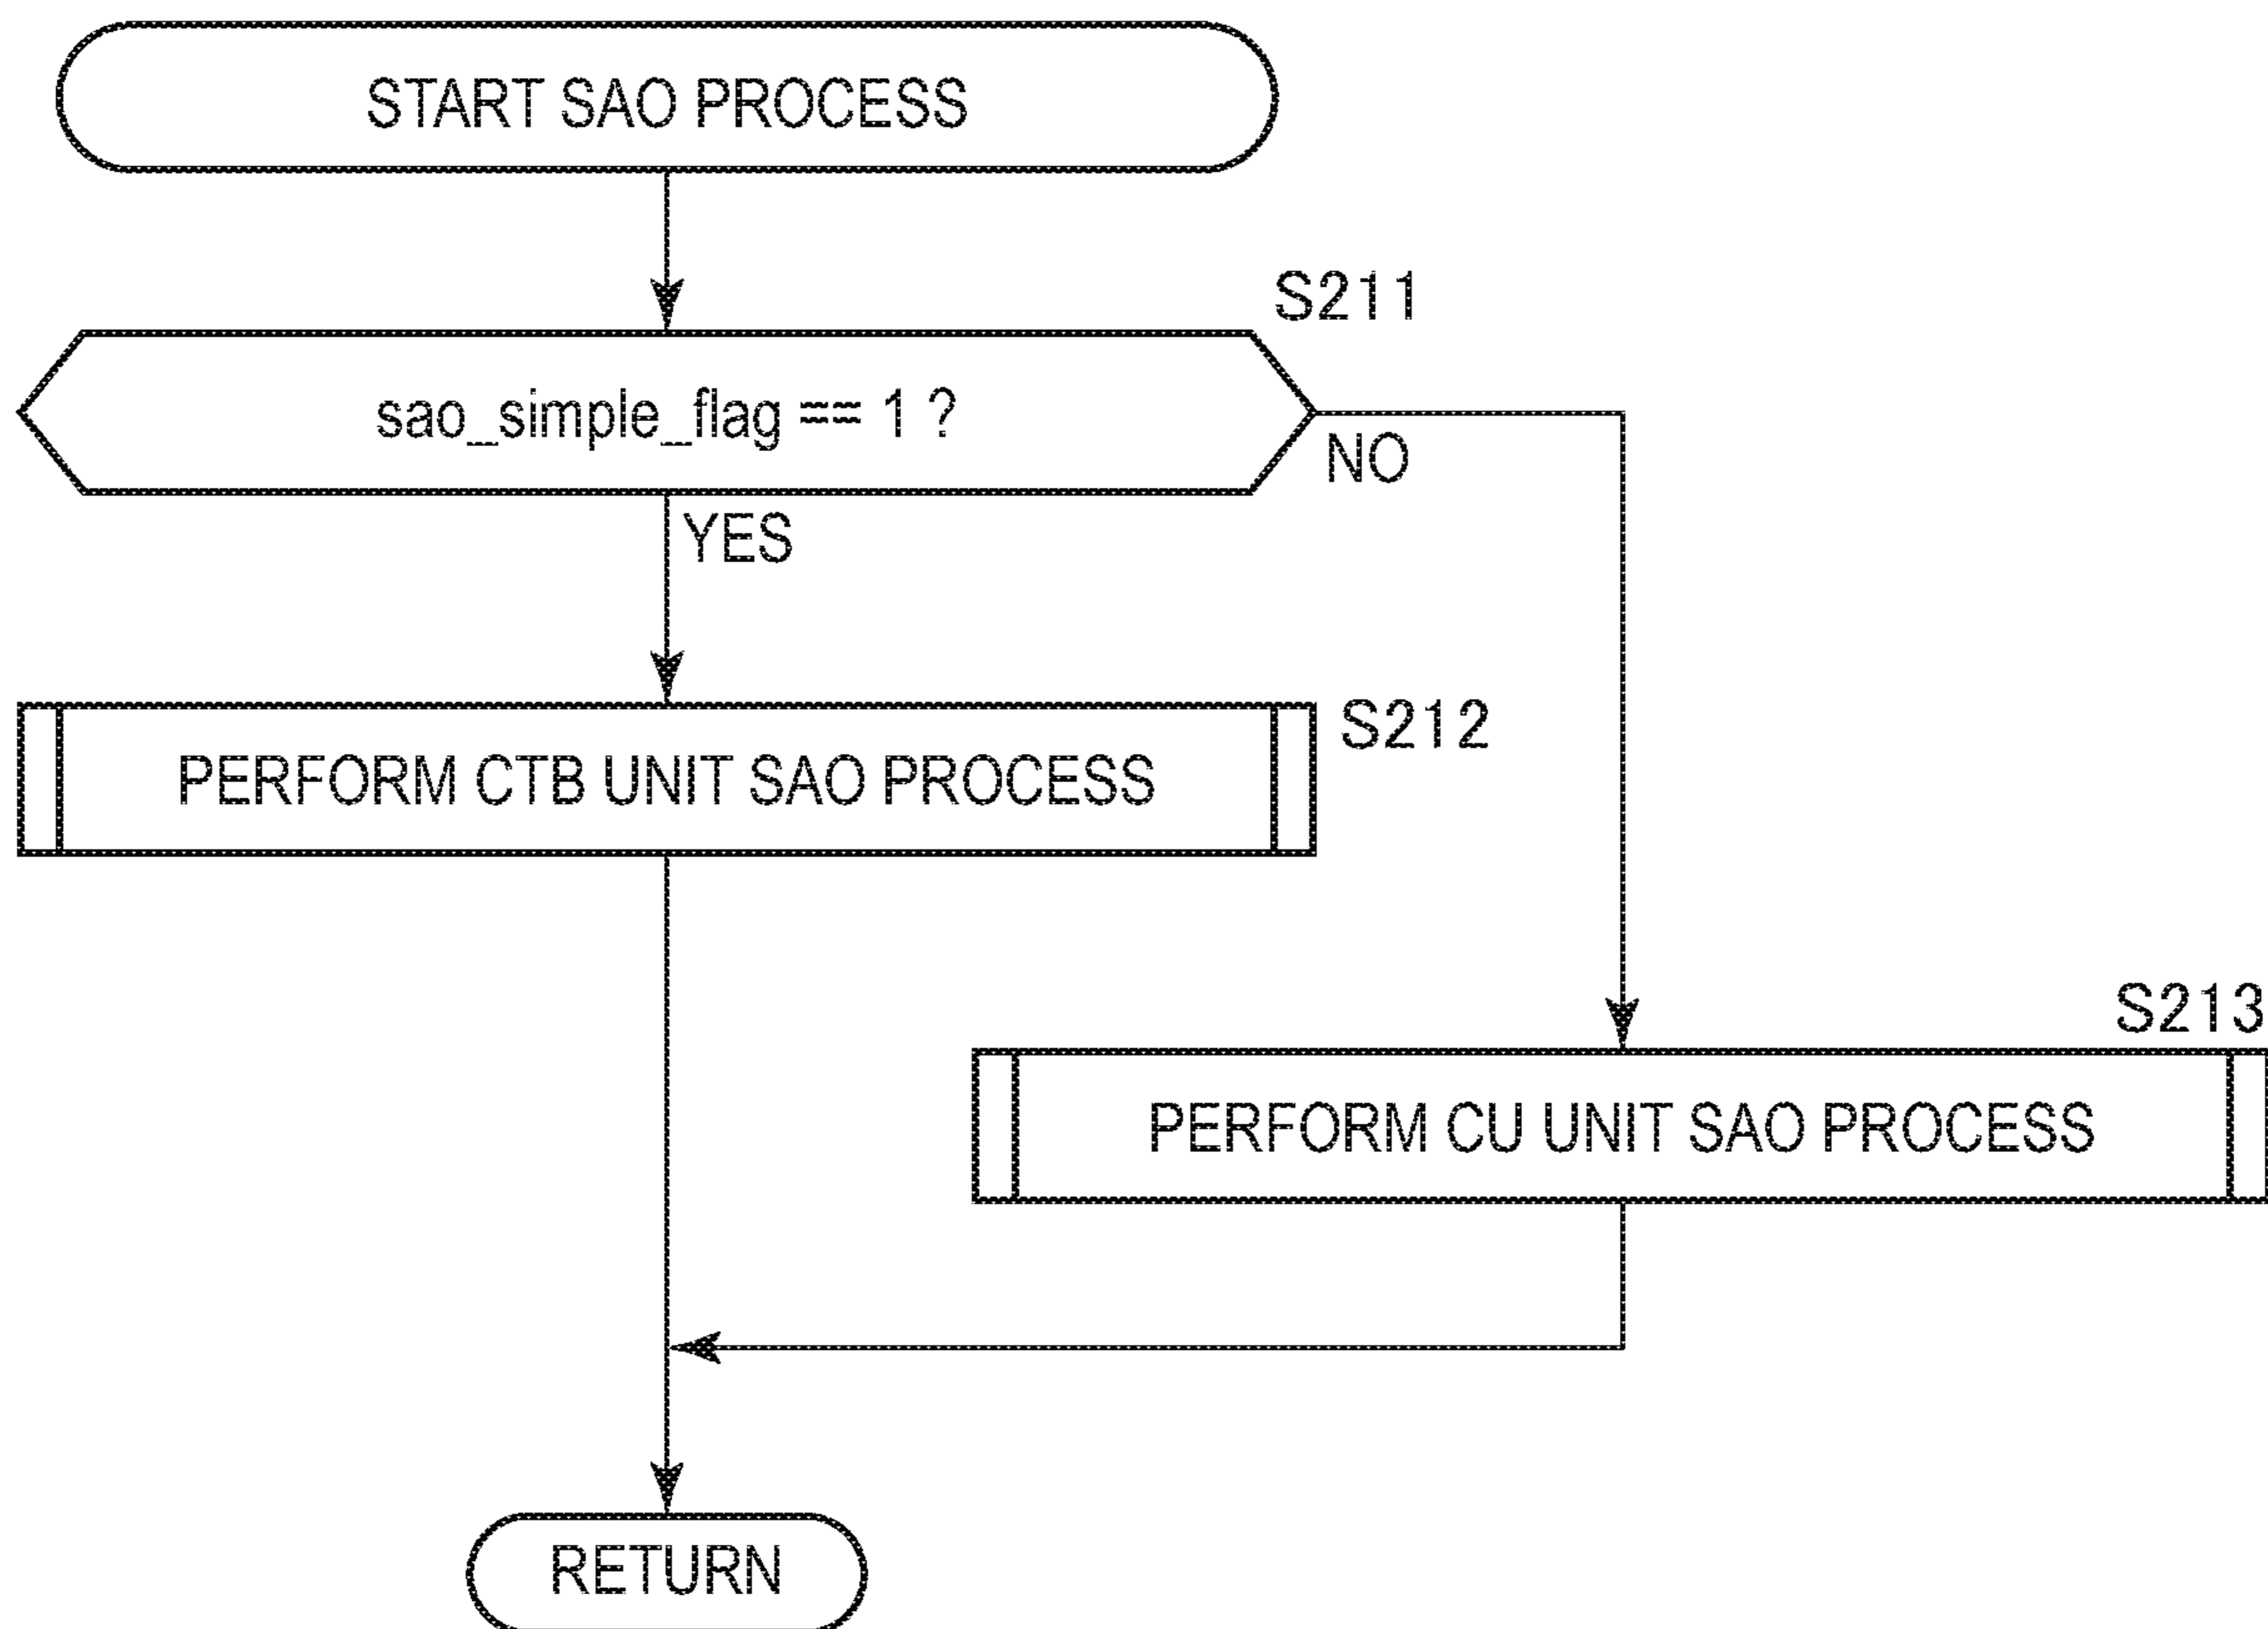 START SAO PROCESS
S211
sao_simple_flag == 1 ?
NO
YES
S212
PERFORM CTB UNIT SAO PROCESS
S213
PERFORM CU UNIT SAO PROCESS
RETURN